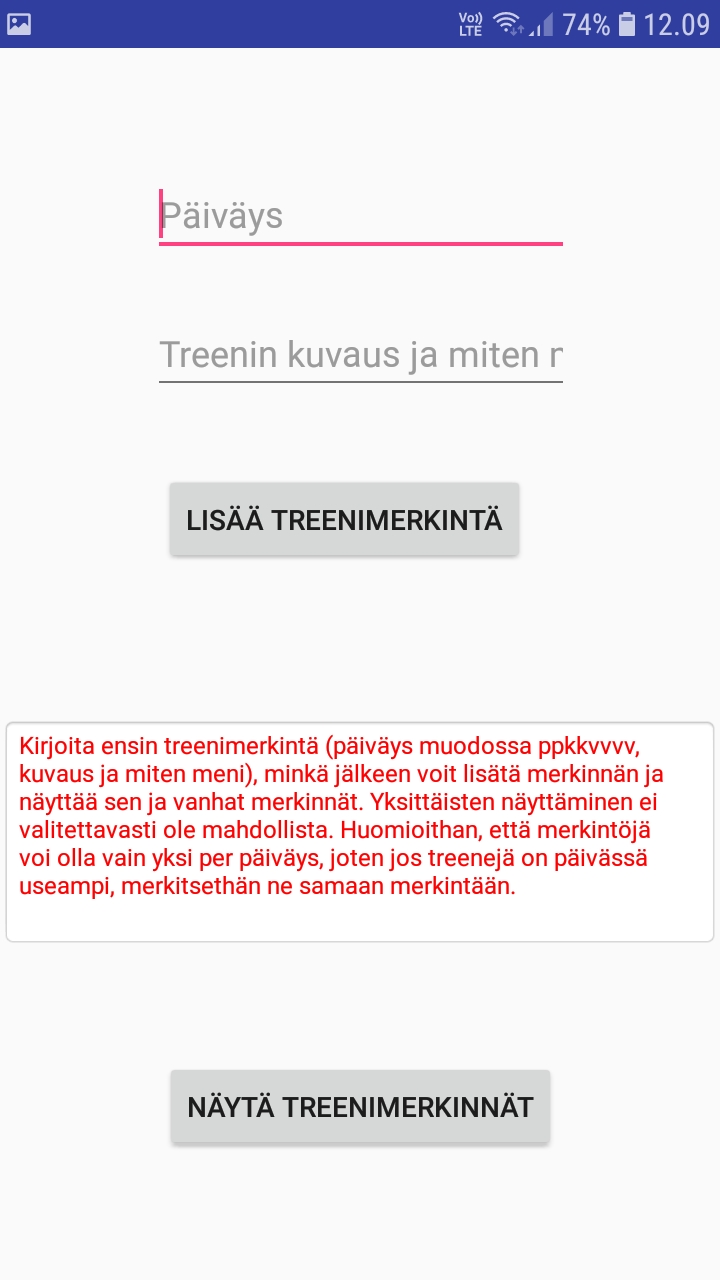 Vo)) LTE 74% 12.09
Päiväys
Treenin kuvaus ja miten
LISÄÄ TREENIMERKINTÄ
Kirjoita ensin treenimerkintä (päiväys muodossa ppkkvvvv,
kuvaus ja miten meni), minkä jälkeen voit lisätä merkinnän ja
näyttää sen ja vanhat merkinnät. Yksittäisten näyttäminen ei
valitettavasti ole mahdollista. Huomioithan, että merkintöjä
voi olla vain yksi per päiväys, joten jos treenejä on päivässä
useampi, merkitsethän ne samaan merkintään.
NÄYTÄ TREENIMERKINNÄT